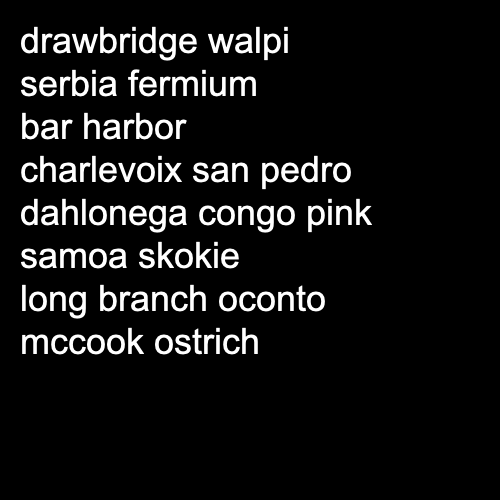 drawbridge walpi
serbia fermium
bar harbor
charlevoix san pedro
dahlonega congo pink
samoa skokie
long branch oconto
mccook ostrich